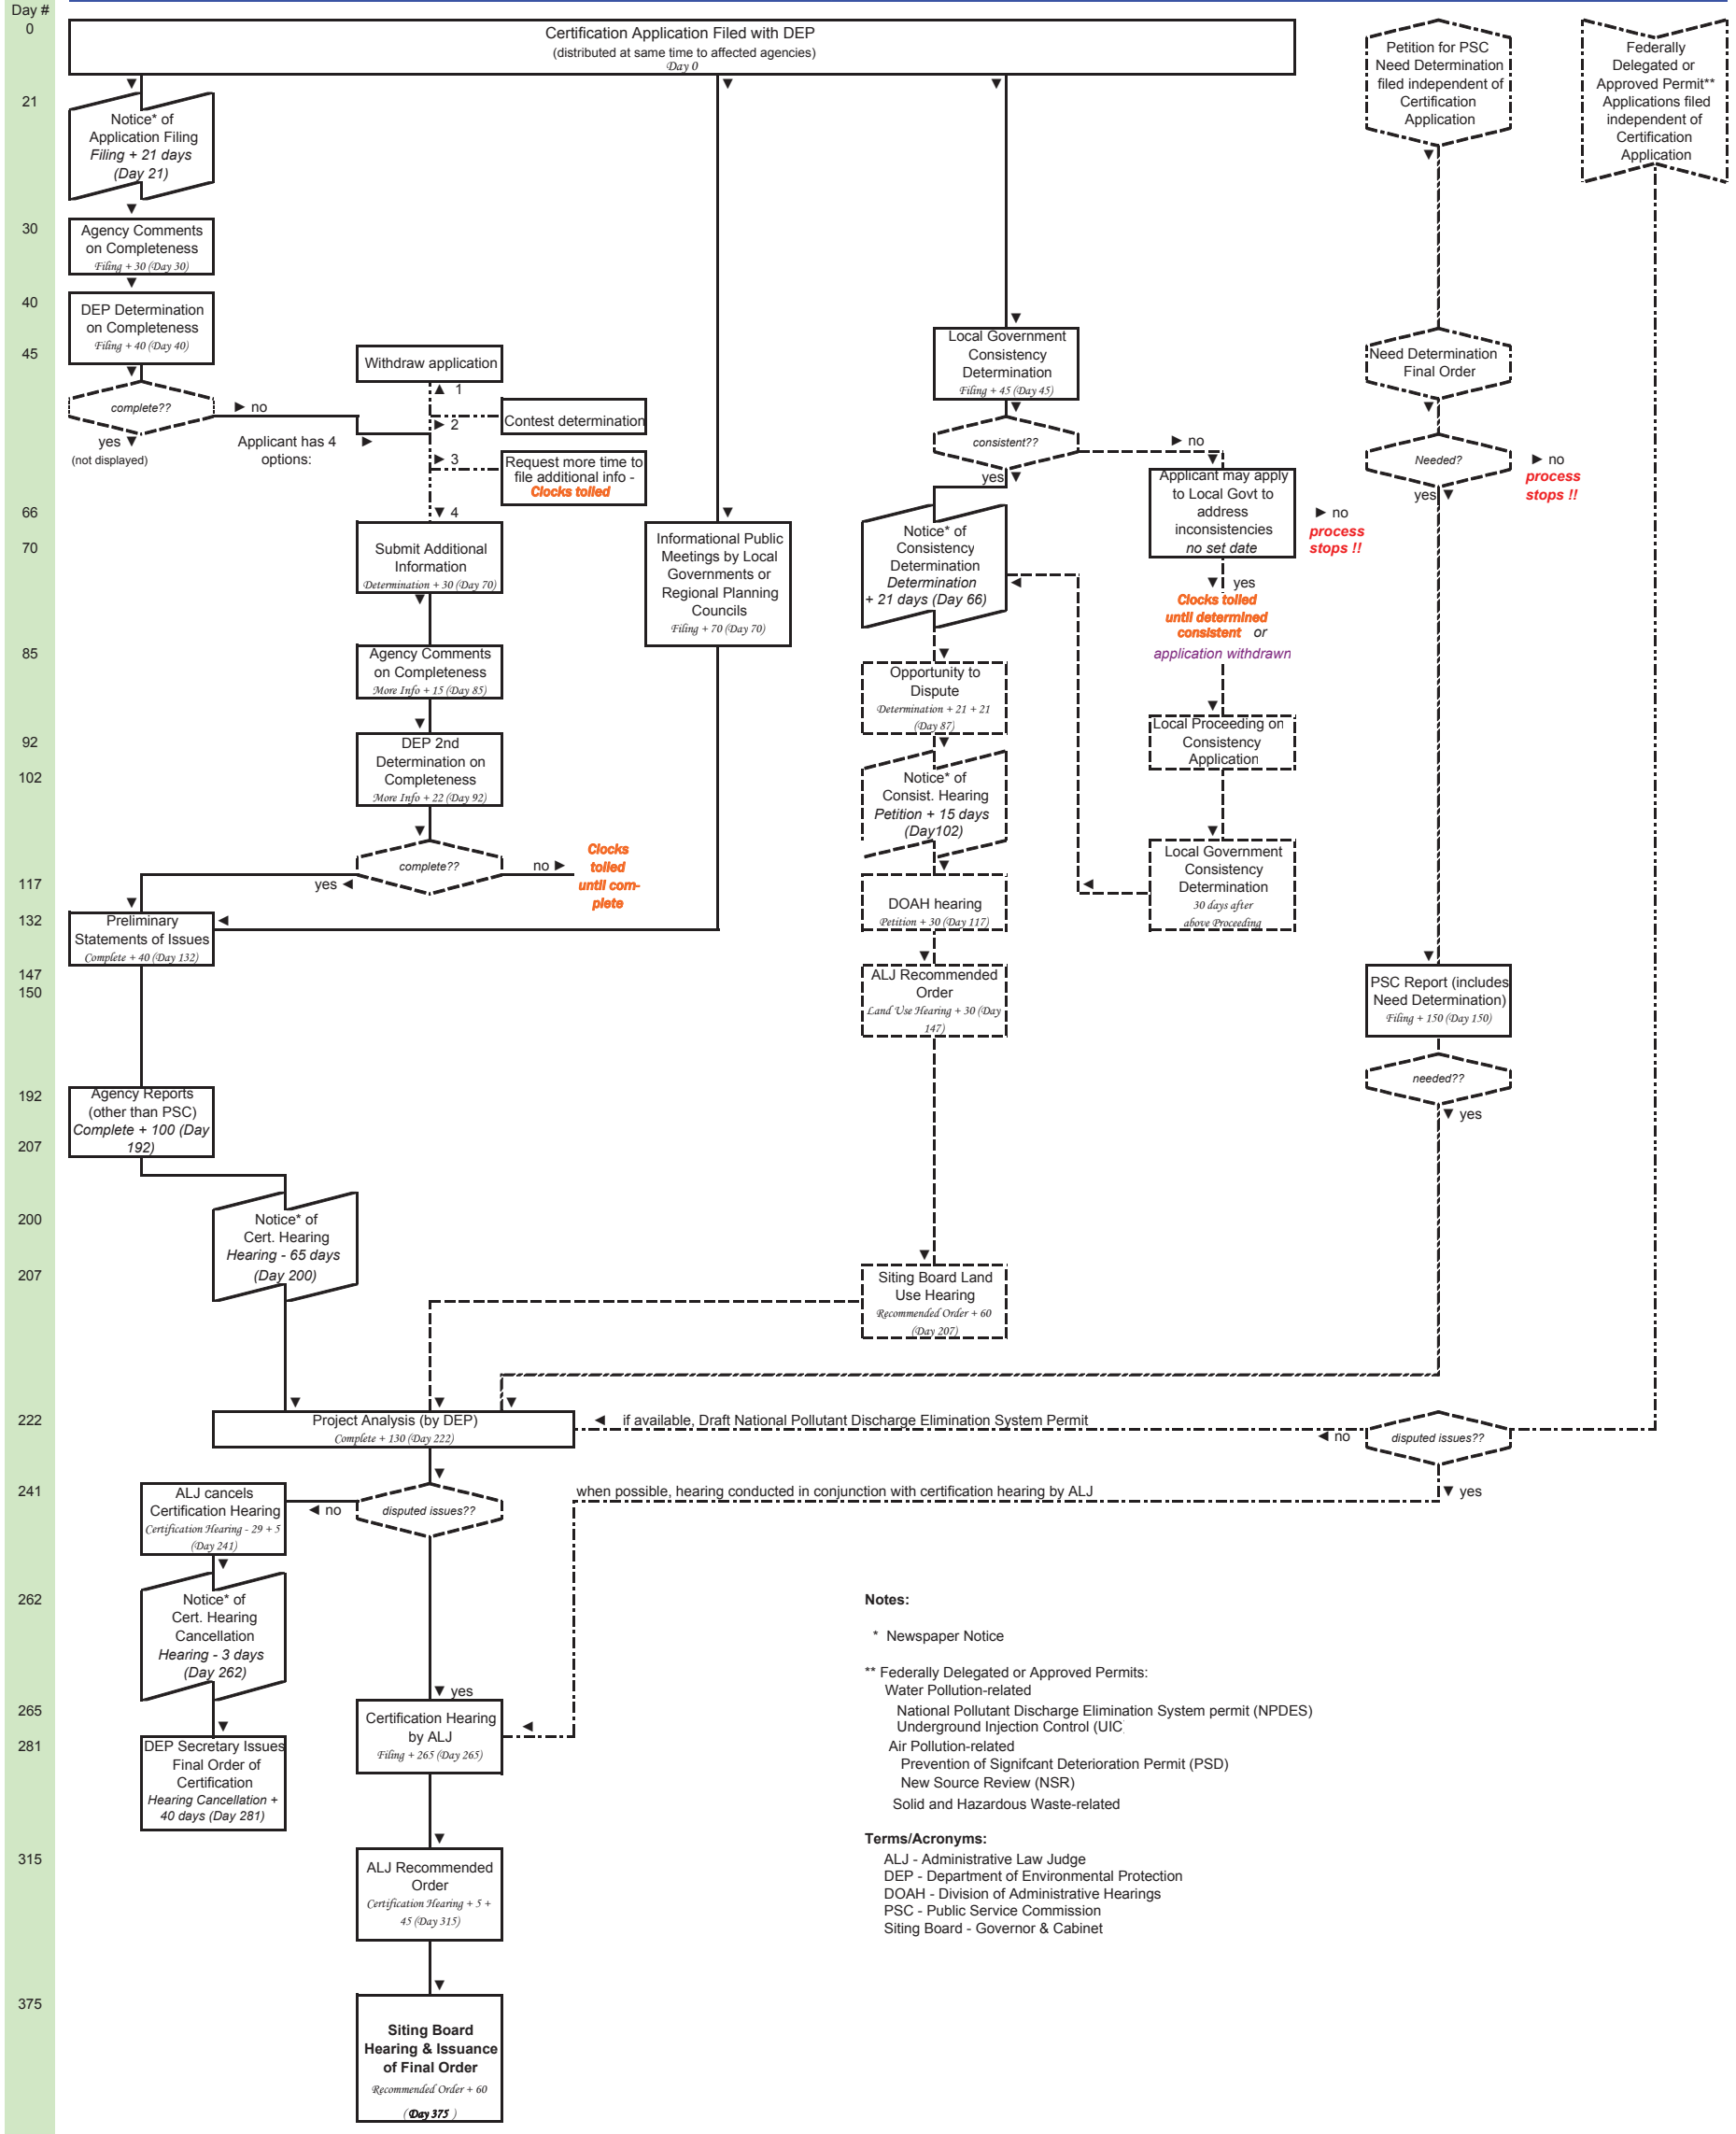 Day #
0
21
30
40
45
66
70
85
92
102
117
132
147
150
192
207
200
207
222
241
262
265
281
315
375
Certification Application Filed with DEP
(distributed at same time to affected agencies)
Day 0
Petition for PSC
Need Determination
filed independent of
Certification
Application
Federally
Delegated or
Approved Permit**
Applications filed
independent of
Certification
Application
Notice* of
Application Filing
Filing + 21 days
(Day 21)
Agency Comments
on Completeness
Filing + 30 (Day 30)
DEP Determination
on Completeness
Filing + 40 (Day 40)
complete??
► no
yes ▼
(not displayed)
Applicant has 4
options:
►
Withdraw application
▲ 1
► 2
Contest determination
► 3
Request more time to
file additional info -
Clocks tolled
▼ 4
Submit Additional
Information
Determination + 30 (Day 70)
Agency Comments
on Completeness
More Info + 15 (Day 85)
DEP 2nd
Determination on
Completeness
More Info + 22 (Day 92)
complete??
no ►
Clocks
tolled
until com-
plete
yes ◄
Informational Public
Meetings by Local
Governments or
Regional Planning
Councils
Filing + 70 (Day 70)
Preliminary
Statements of Issues
Complete + 40 (Day 132)
Agency Reports
(other than PSC)
Complete + 100 (Day
192)
Notice* of
Cert. Hearing
Hearing - 65 days
(Day 200)
Local Government
Consistency
Determination
Filing + 45 (Day 45)
consistent??
► no
yes ▼
Applicant may apply
to Local Govt to
address
inconsistencies
no set date
► no
process
stops !!
▼ yes
Clocks tolled
until determined
consistent or
application withdrawn
Local Proceeding on
Consistency
Application
Local Government
Consistency
Determination
30 days after
above Proceeding
Notice* of
Consistency
Determination
Determination
+ 21 days (Day 66)
Opportunity to
Dispute
Determination + 21 + 21
(Day 87)
Notice* of
Consist. Hearing
Petition + 15 days
(Day102)
DOAH hearing
Petition + 30 (Day 117)
ALJ Recommended
Order
Land Use Hearing + 30 (Day
147)
Siting Board Land
Use Hearing
Recommended Order + 60
(Day 207)
Need Determination
Final Order
Needed?
► no
process
stops !!
yes ▼
PSC Report (includes
Need Determination)
Filing + 150 (Day 150)
needed??
▼ yes
Project Analysis (by DEP)
Complete + 130 (Day 222)
◄ if available, Draft National Pollutant Discharge Elimination System Permit
◄ no
disputed issues??
▼ yes
when possible, hearing conducted in conjunction with certification hearing by ALJ
disputed issues??
◄ no
ALJ cancels
Certification Hearing
Certification Hearing - 29 + 5
(Day 241)
Notice* of
Cert. Hearing
Cancellation
Hearing - 3 days
(Day 262)
DEP Secretary Issues
Final Order of
Certification
Hearing Cancellation +
40 days (Day 281)
▼ yes
Certification Hearing
by ALJ
Filing + 265 (Day 265)
ALJ Recommended
Order
Certification Hearing + 5 +
45 (Day 315)
Siting Board
Hearing & Issuance
of Final Order
Recommended Order + 60
(Day 375 )
Notes:
* Newspaper Notice
** Federally Delegated or Approved Permits:
Water Pollution-related
National Pollutant Discharge Elimination System permit (NPDES)
Underground Injection Control (UIC)
Air Pollution-related
Prevention of Signifcant Deterioration Permit (PSD)
New Source Review (NSR)
Solid and Hazardous Waste-related
Terms/Acronyms:
ALJ - Administrative Law Judge
DEP - Department of Environmental Protection
DOAH - Division of Administrative Hearings
PSC - Public Service Commission
Siting Board - Governor & Cabinet